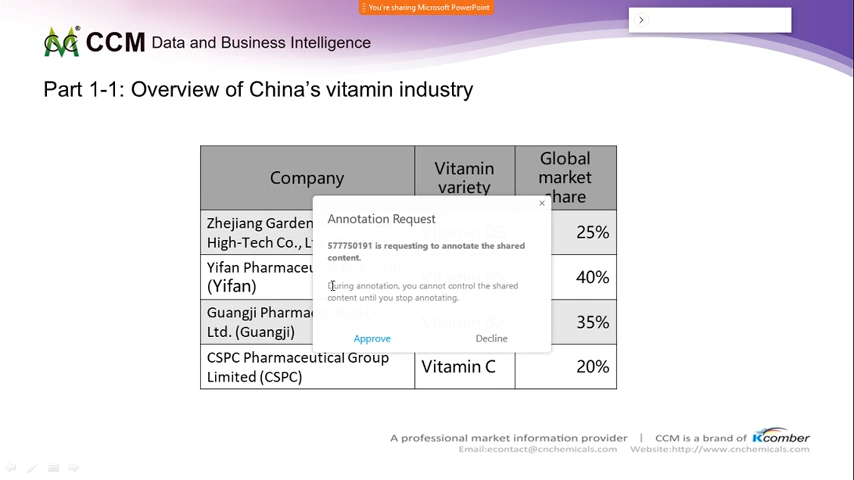 You're sharing Microsoft PowerPoint
CCM Data and Business Intelligence
Part 1-1: Overview of China's vitamin industry
Company
Vitamin
variety
Global
market
share
Zhejiang Garden
High-Tech Co., L
25%
Yifan Pharmaceu
(Yifan)
40%
Guangji Pharma
Ltd. (Guangji)
35%
CSPC Pharmaceutical Group
Limited (CSPC)
Vitamin C
20%
Annotation Request
577750191 is requesting to annotate the shared
content.
During annotation, you cannot control the shared
content until you stop annotating.
Approve
Decline
A professional market information provider | CCM is a brand of Kcomber
Email:econtact@cnchemicals.com Website:http://www.cnchemicals.com